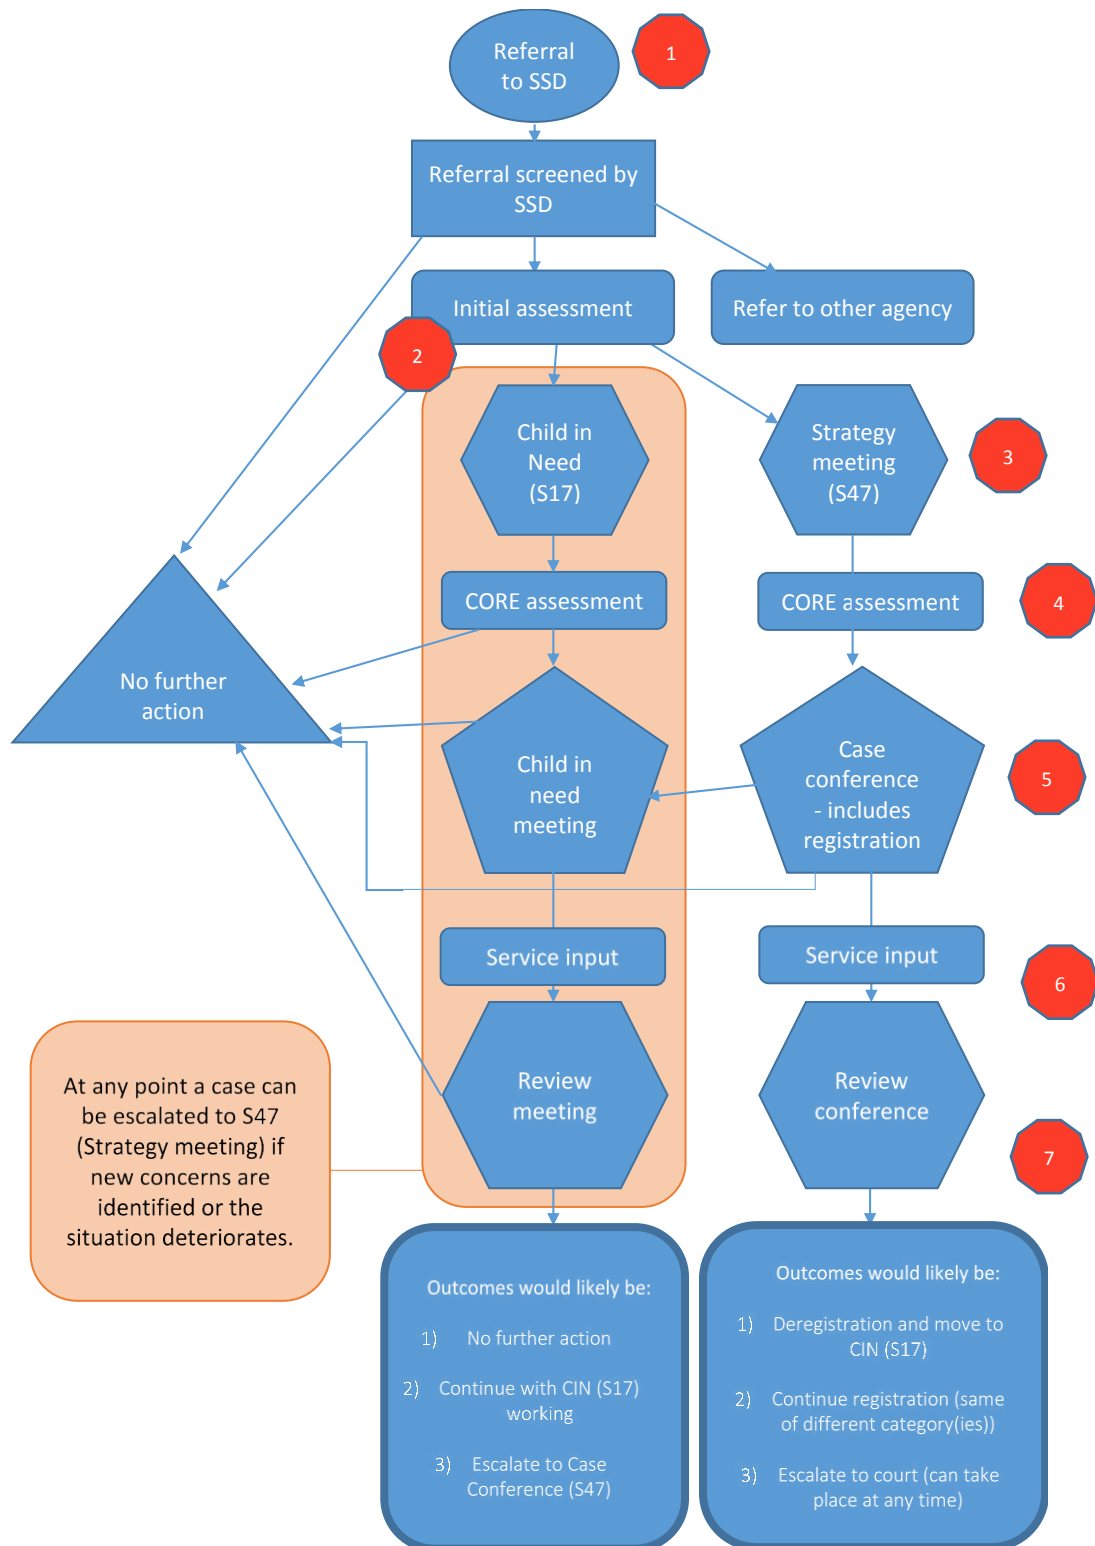 Referral
to SSD
1
Referral screened by
SSD
Initial assessment
Refer to other agency
2
Child in
Need
(S17)
Strategy
meeting
(S47)
3
CORE assessment
CORE assessment
4
No further
action
Child in
need
meeting
Case
conference
- includes
registration
5
Service input
Service input
6
At any point a case can
be escalated to S47
(Strategy meeting) if
new concerns are
identified or the
situation deteriorates.
Review
meeting
Review
conference
7
Outcomes would likely be:
1) No further action
2) Continue with CIN (S17)
working
3) Escalate to Case
Conference (S47)
Outcomes would likely be:
1) Deregistration and move to
CIN (S17)
2) Continue registration (same
of different category(ies))
3) Escalate to court (can take
place at any time)